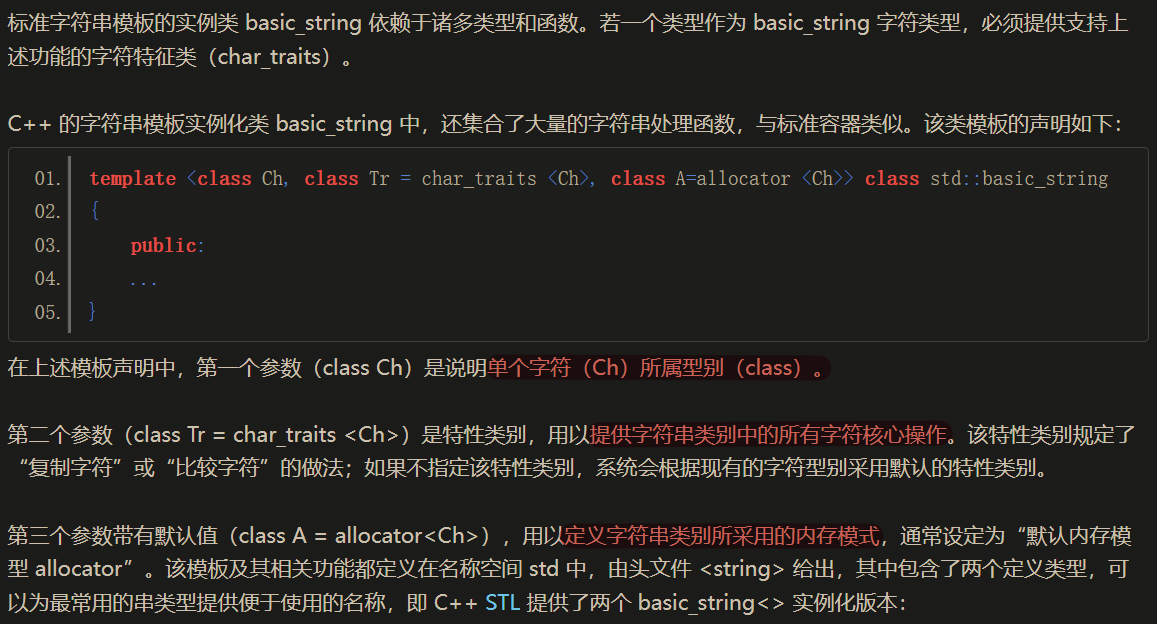 标准字符串模板的实例类 basic_string 依赖于诸多类型和函数。若一个类型作为 basic_string 字符类型，必须提供支持上
述功能的字符特征类（char_traits）。
C++ 的字符串模板实例化类 basic_string 中，还集合了大量的字符串处理函数，与标准容器类似。该类模板的声明如下：
01. template <class Ch, class Tr = char_traits <Ch>, class A=allocator <Ch>> class std::basic_string
02. {
03. public:
04. ...
05. }
在上述模板声明中，第一个参数（class Ch）是说明单个字符（Ch）所属型别（class）。
第二个参数（class Tr = char_traits <Ch>）是特性类别，用以提供字符串类别中的所有字符核心操作。该特性类别规定了
“复制字符”或“比较字符”的做法；如果不指定该特性类别，系统会根据现有的字符型别采用默认的特性类别。
第三个参数带有默认值（class A = allocator<Ch>），用以定义字符串类别所采用的内存模式，通常设定为“默认内存模
型 allocator”。该模板及其相关功能都定义在名称空间 std 中，由头文件 <string> 给出，其中包含了两个定义类型，可
以为最常用的串类型提供便于使用的名称，即 C++ STL 提供了两个 basic_string<> 实例化版本：